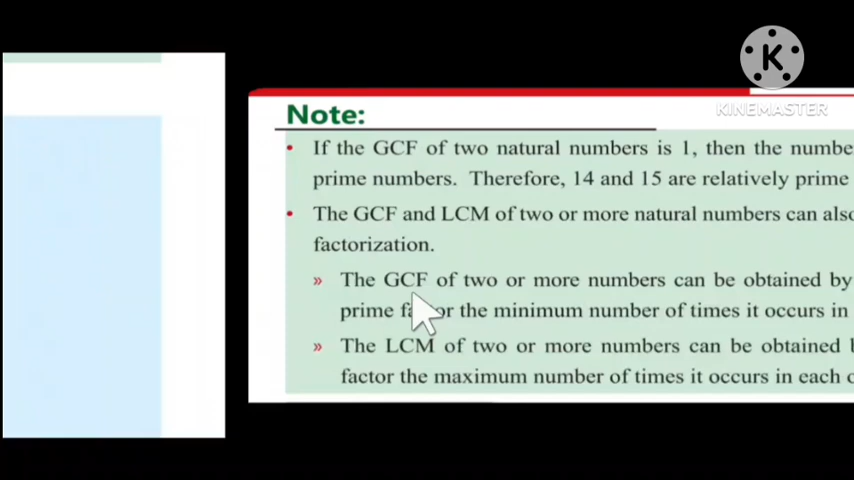 K
KINEMASTER
Note:
• If the GCF of two natural numbers is 1, then the numbe
prime numbers. Therefore, 14 and 15 are relatively prime
• The GCF and LCM of two or more natural numbers can also
factorization.
» The GCF of two or more numbers can be obtained by
prime factor the minimum number of times it occurs in
» The LCM of two or more numbers can be obtained b
factor the maximum number of times it occurs in each o